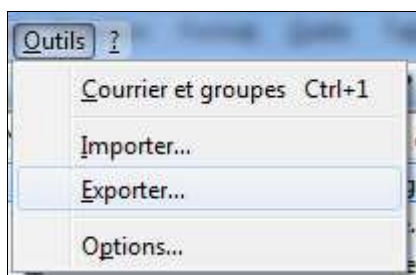 Outils ?
Courrier et groupes Ctrl+1
Importer...
Exporter...
Options...